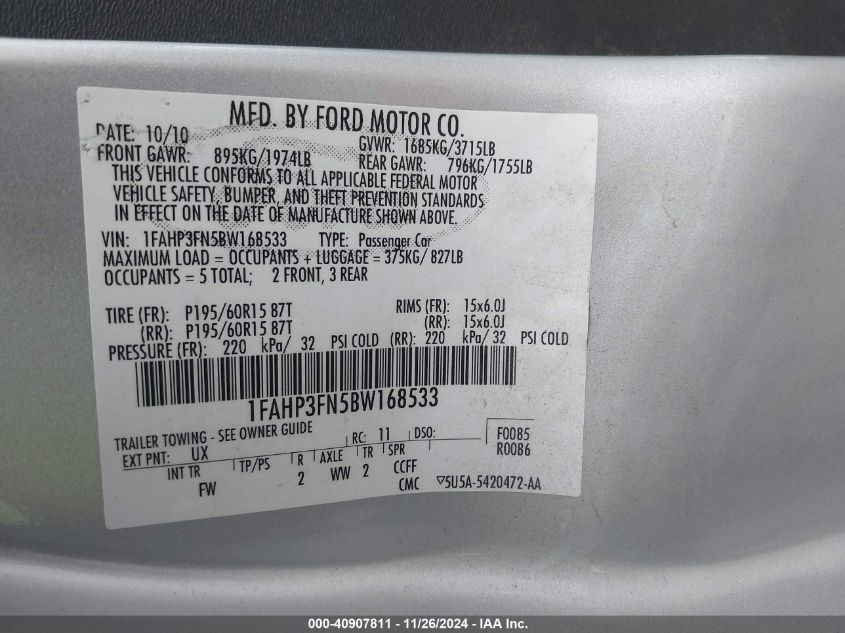 MFD. BY FORD MOTOR CO.
DATE: 10/10 GVWR: 1685KG/3715LB
FRONT GAWR: 895KG/1974LB REAR GAWR: 796KG/1755LB
THIS VEHICLE CONFORMS TO ALL APPLICABLE FEDERAL MOTOR
VEHICLE SAFETY, BUMPER, AND THEFT PREVENTION STANDARDS
IN EFFECT ON THE DATE OF MANUFACTURE SHOWN ABOVE.
VIN: 1FAHP3FN5BW168533 TYPE: Passenger Car
MAXIMUM LOAD = OCCUPANTS + LUGGAGE = 375KG/ 827LB
OCCUPANTS = 5 TOTAL; 2 FRONT, 3 REAR
TIRE (FR): P195/60R15 87T RIMS (FR): 15x6.0J
(RR): P195/60R15 87T (RR): 15x6.0J
PRESSURE (FR): 220 kPa/ 32 PSI COLD (RR): 220 kPa/ 32 PSI COLD
1FAHP3FN5BW168533
TRAILER TOWING - SEE OWNER GUIDE RC: 11 DSO: F0085
EXT PNT: UX R0086
INT TR TP/PS R AXLE TR SPR
FW 2 WW 2 CCFF
CMC ▽5U5A-5420472-AA
000-40907811 - 11/26/2024 - IAA Inc.